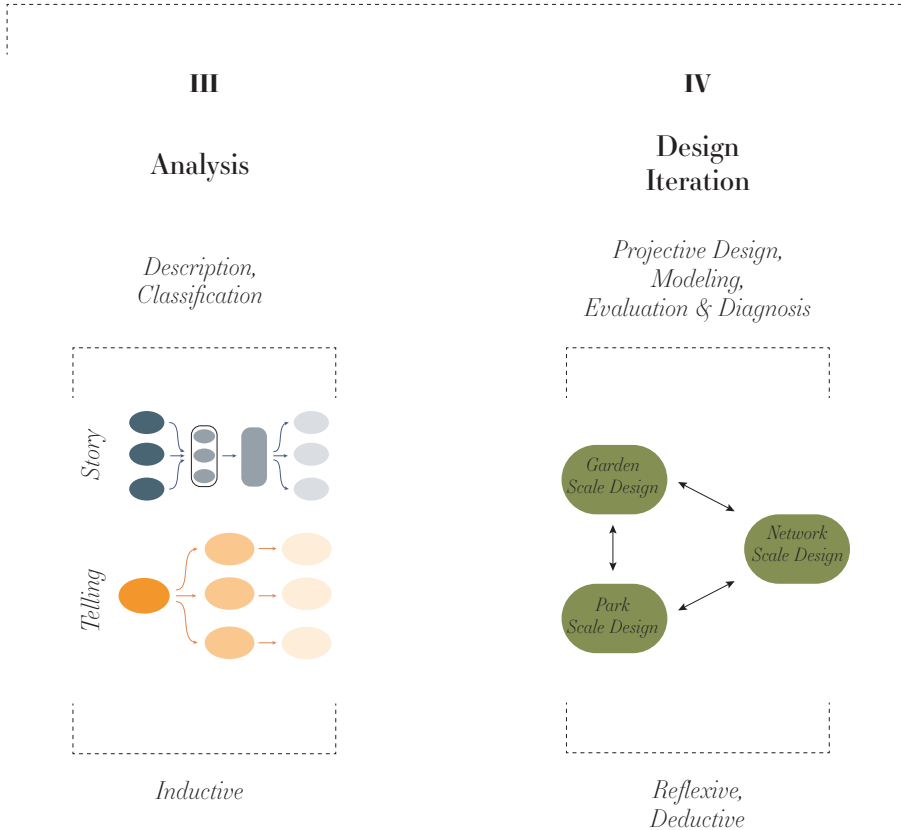 III
Analysis
Description,
Classification
Story
Telling
Inductive
IV
Design
Iteration
Projective Design,
Modeling,
Evaluation & Diagnosis
Garden
Scale Design
Network
Scale Design
Park
Scale Design
Reflexive,
Deductive